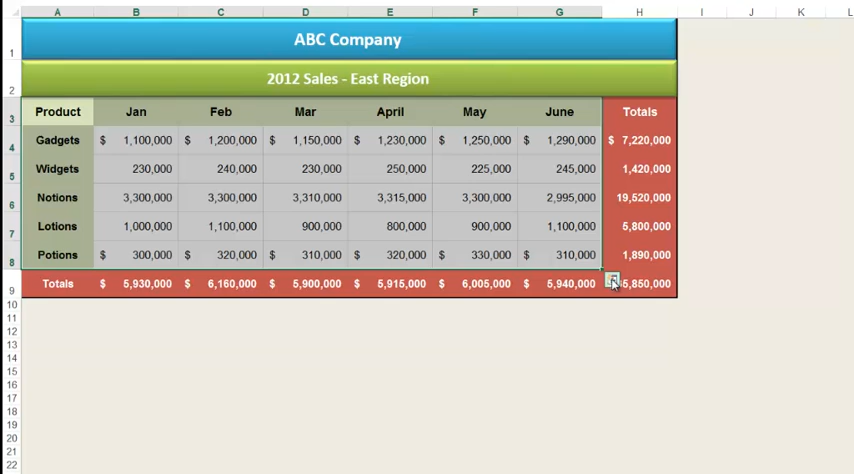 A B C D E F G H I J K L
1 ABC Company
2 2012 Sales - East Region
3 Product Jan Feb Mar April May June Totals
4 Gadgets $ 1,100,000 $ 1,200,000 $ 1,150,000 $ 1,230,000 $ 1,250,000 $ 1,290,000 $ 7,220,000
5 Widgets 230,000 240,000 230,000 250,000 225,000 245,000 1,420,000
6 Notions 3,300,000 3,300,000 3,310,000 3,315,000 3,300,000 2,995,000 19,520,000
7 Lotions 1,000,000 1,100,000 900,000 800,000 900,000 1,100,000 5,800,000
8 Potions $ 300,000 $ 320,000 $ 310,000 $ 320,000 $ 330,000 $ 310,000 1,890,000
9 Totals $ 5,930,000 $ 6,160,000 $ 5,900,000 $ 5,915,000 $ 6,005,000 $ 5,940,000 5,850,000
10
11
12
13
14
15
16
17
18
19
20
21
22